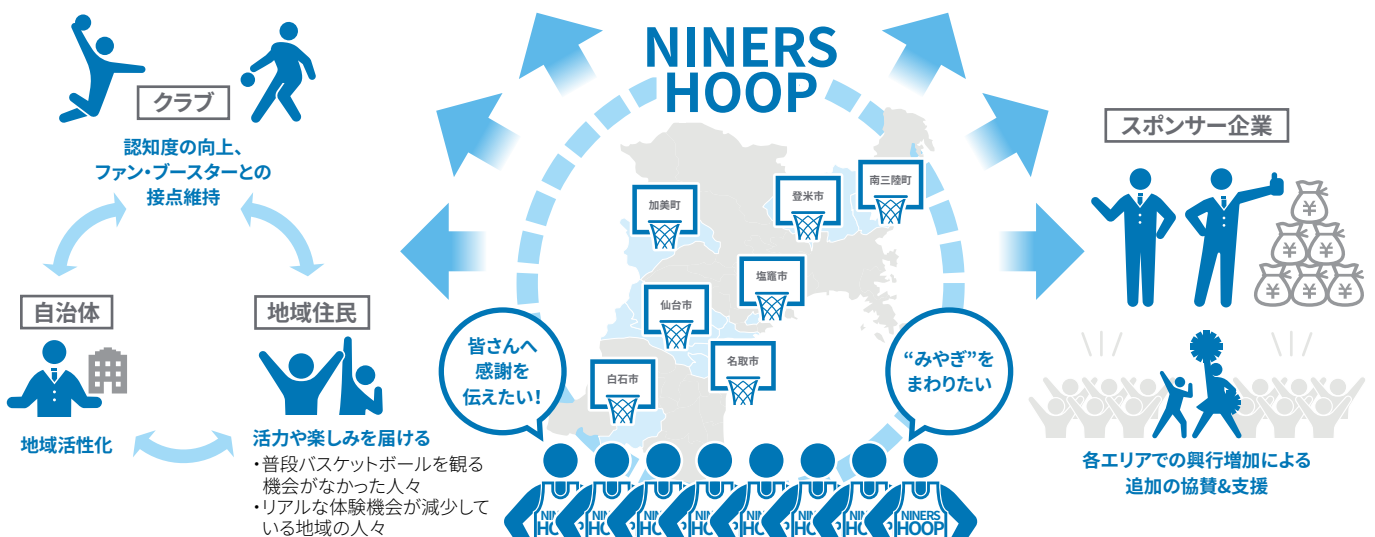 クラブ
認知度の向上、
ファン・ブースターとの
接点維持
自治体
地域活性化
地域住民
活力や楽しみを届ける
・普段バスケットボールを観る
機会がなかった人々
・リアルな体験機会が減少して
いる地域の人々
NINERS
HOOP
加美町
登米市
南三陸町
塩竈市
仙台市
名取市
白石市
皆さんへ
感謝を
伝えたい！
“みやぎ”を
まわりたい
NIN
HO
NIN
HO
NIN
HO
NIN
HO
NINERS
HOOP
スポンサー企業
¥
¥
¥
¥
¥
¥
各エリアでの興行増加による
追加の協賛&支援